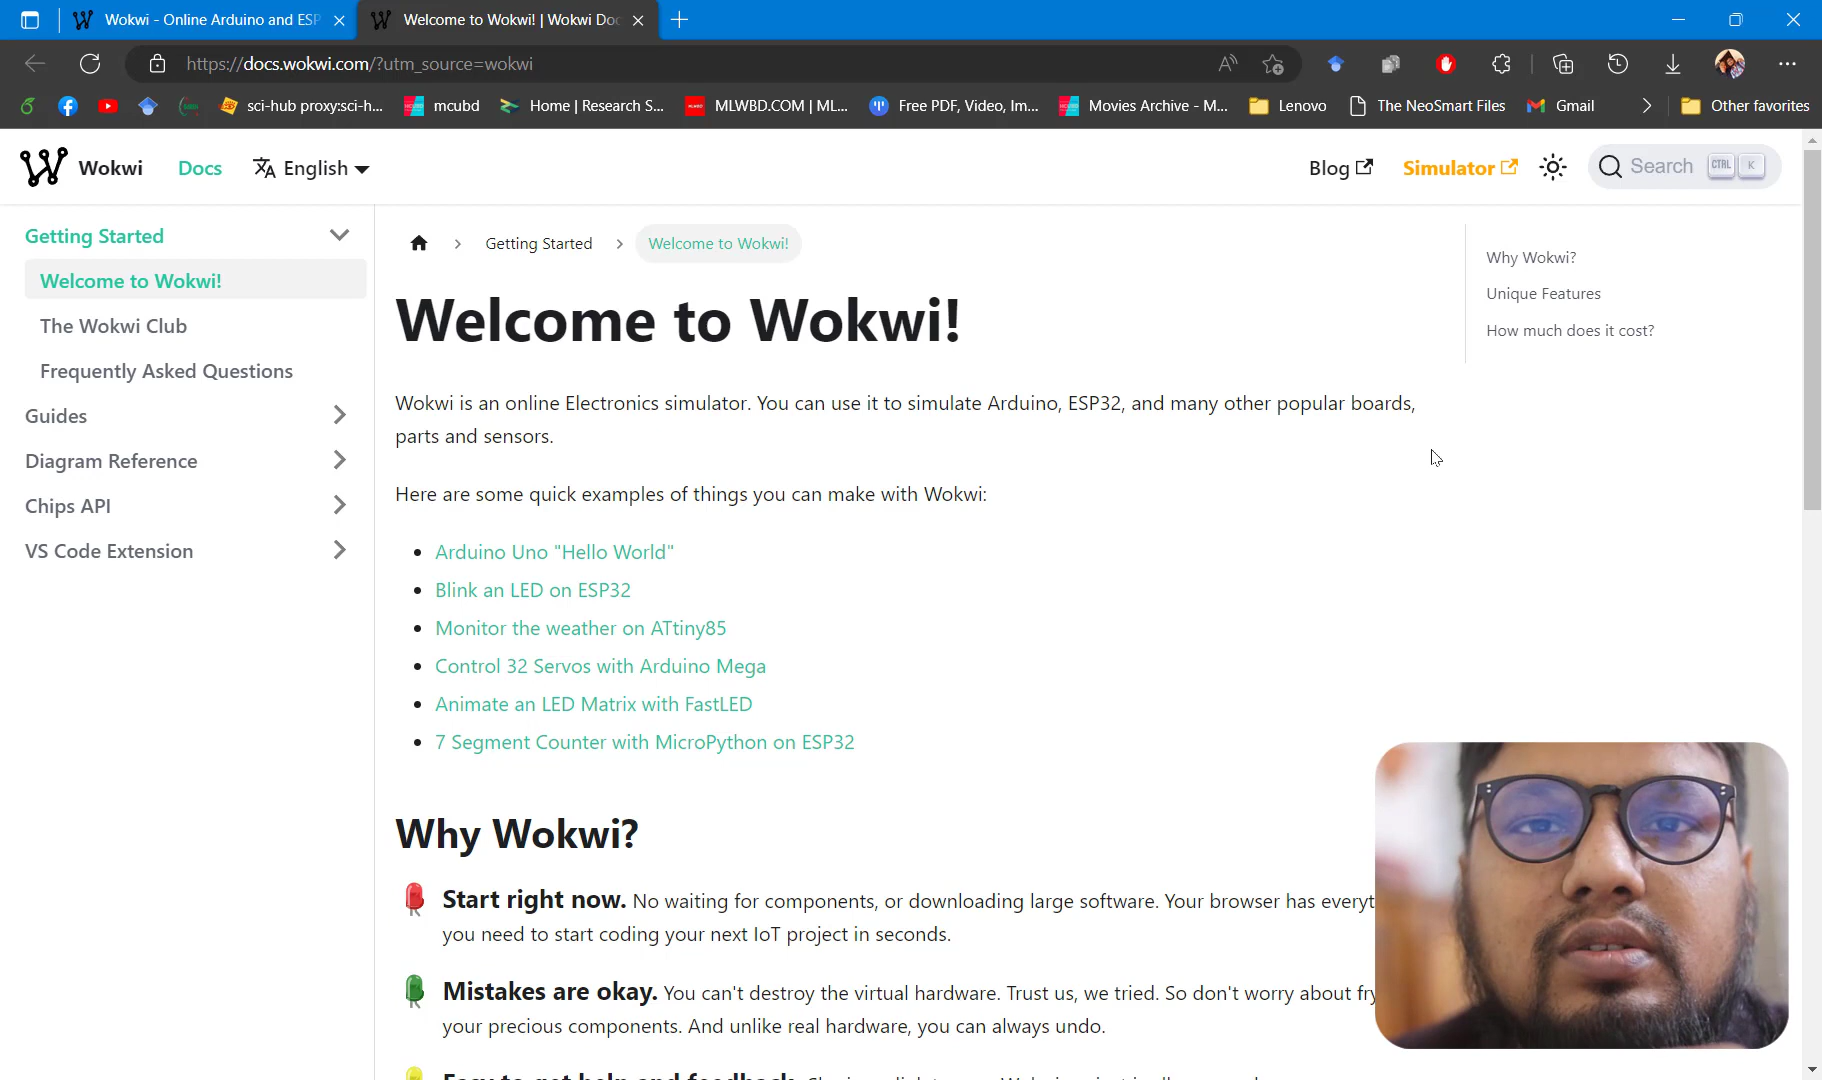 Wokwi - Online Arduino and ESP
Welcome to Wokwi! | Wokwi Doc
https://docs.wokwi.com/?utm_source=wokwi
sci-hub proxy:sci-h...
mcubd
Home | Research S...
MLWBD.COM | ML...
Free PDF, Video, Im...
Movies Archive - M...
Lenovo
The NeoSmart Files
Gmail
Other favorites
Wokwi
Docs
English
Blog
Simulator
Search
CTRL
K
Getting Started
Welcome to Wokwi!
The Wokwi Club
Frequently Asked Questions
Guides
Diagram Reference
Chips API
VS Code Extension
Getting Started
Welcome to Wokwi!
Welcome to Wokwi!
Wokwi is an online Electronics simulator. You can use it to simulate Arduino, ESP32, and many other popular boards,
parts and sensors.
Here are some quick examples of things you can make with Wokwi:
Arduino Uno "Hello World"
Blink an LED on ESP32
Monitor the weather on ATtiny85
Control 32 Servos with Arduino Mega
Animate an LED Matrix with FastLED
7 Segment Counter with MicroPython on ESP32
Why Wokwi?
Start right now. No waiting for components, or downloading large software. Your browser has everyt
you need to start coding your next IoT project in seconds.
Mistakes are okay. You can't destroy the virtual hardware. Trust us, we tried. So don't worry about fry
your precious components. And unlike real hardware, you can always undo.
Why Wokwi?
Unique Features
How much does it cost?